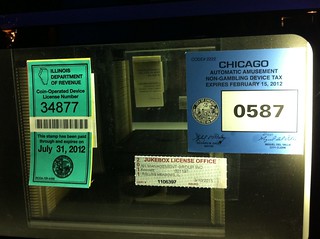 ILLINOIS
DEPARTMENT
OF REVENUE
Coin-Operated Device
License Number
34877
This stamp has been paid
through and expires on
July 31, 2012
CHICAGO
AUTOMATIC AMUSEMENT
NON-GAMBLING DEVICE TAX
EXPIRES FEBRUARY 15, 2012
0587
JUKEBOX LICENSE OFFICE
1106397